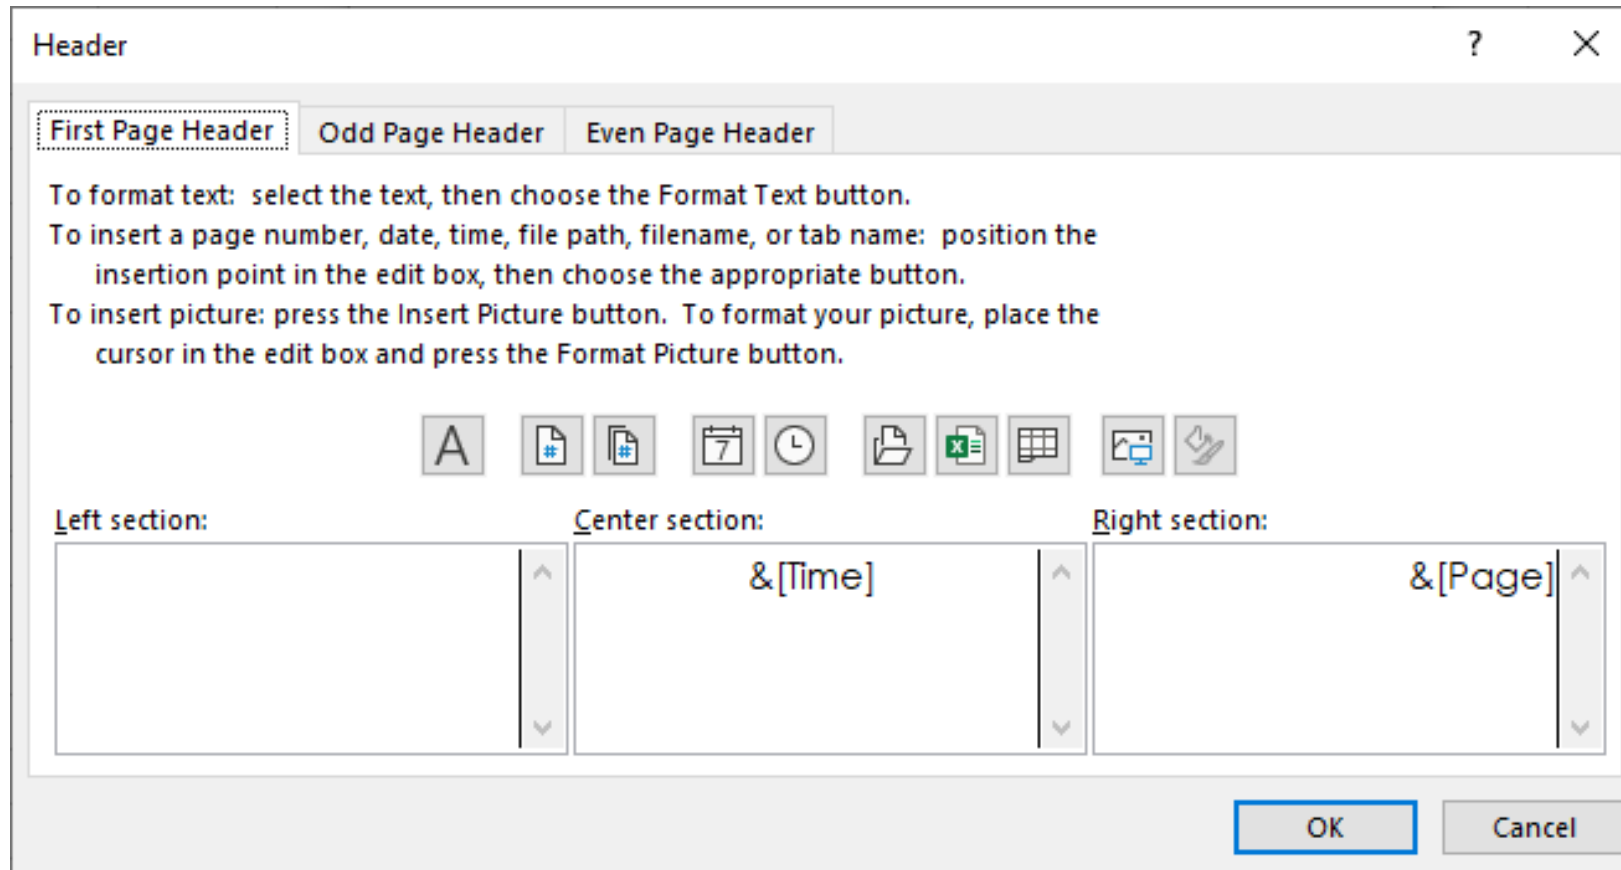 Header
?
First Page Header
Odd Page Header
Even Page Header
To format text:  select the text, then choose the Format Text button.
To insert a page number, date, time, file path, filename, or tab name:  position the
insertion point in the edit box, then choose the appropriate button.
To insert picture: press the Insert Picture button.  To format your picture, place the
cursor in the edit box and press the Format Picture button.
A # # 7 X
Left section:
Center section:
Right section:
&[Time]
&[Page]
OK
Cancel